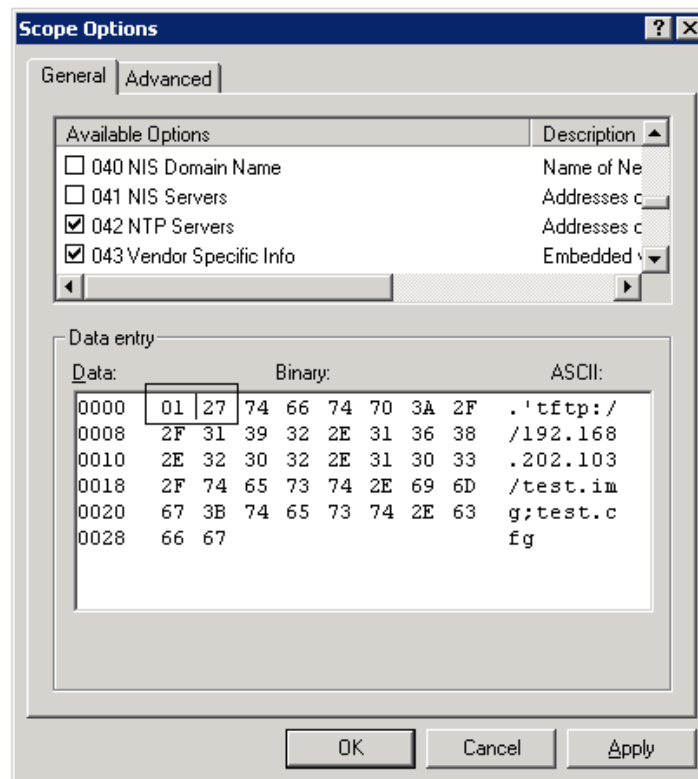 Scope Options
General Advanced
Available Options Description
040 NIS Domain Name Name of Ne
041 NIS Servers Addresses c
042 NTP Servers Addresses c
043 Vendor Specific Info Embedded
Data entry
Data: Binary: ASCII:
0000 01 27 74 66 74 70 3A 2F .'tftp:/
0008 2F 31 39 32 2E 31 36 38 /192.168
0010 2E 32 30 32 2E 31 30 33 .202.103
0018 2F 74 65 73 74 2E 69 6D /test.im
0020 67 3B 74 65 73 74 2E 63 g;test.c
0028 66 67 fg
OK Cancel Apply